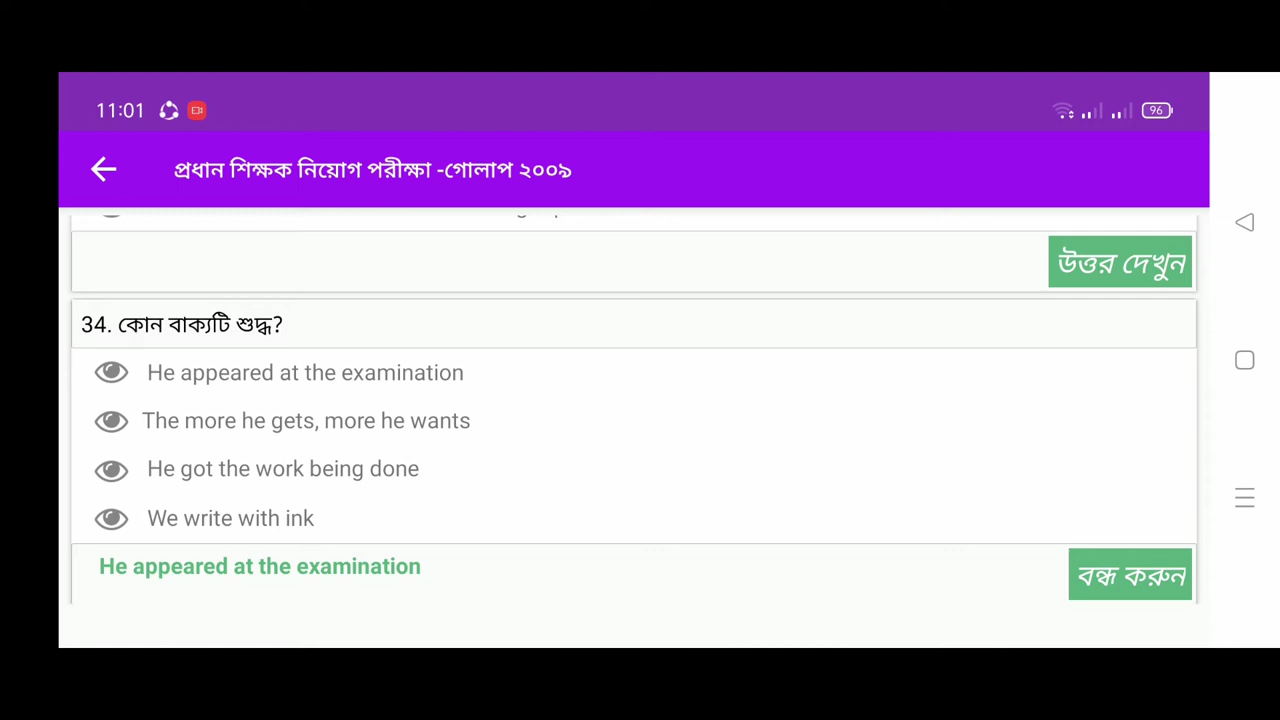 11:01
96
প্রধান শিক্ষক নিয়োগ পরীক্ষা -গোলাপ ২০০৯
উত্তর দেখুন
34. কোন বাক্যটি শুদ্ধ?
He appeared at the examination
The more he gets, more he wants
He got the work being done
We write with ink
He appeared at the examination
বন্ধ করুন